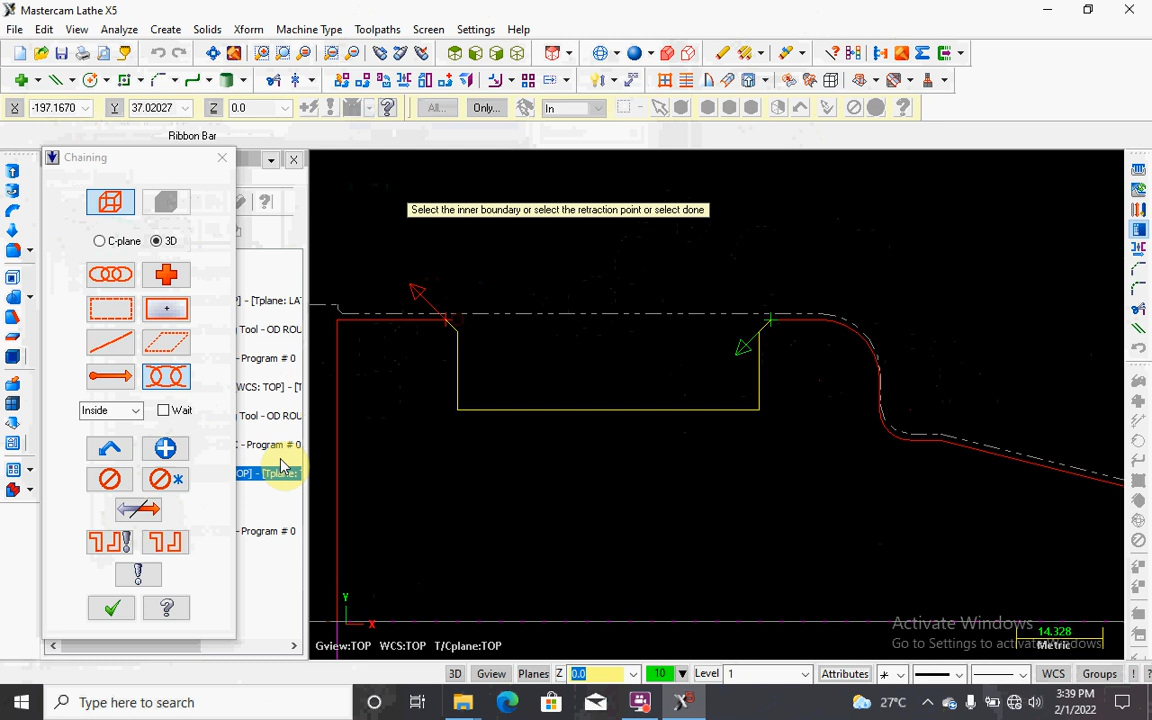 Mastercam Lathe X5
File Edit View Analyze Create Solids Xform Machine Type Toolpaths Screen Settings Help
X -197.1670 Y 37.02027 Z 0.0 All... Only... In
Ribbon Bar
Chaining
Select the inner boundary or select the retraction point or select done
C-plane 3D
P] - [Tplane: LA
Tool - OD ROU
- Program # 0
WCS: TOP] - [T
Inside Wait
Tool - OD ROU
C - Program # 0
OP] - [Tplane:
- Program # 0
Y
X
Gview:TOP WCS:TOP T/Cplane:TOP
Activate Windows
Go to Settings to activate Windows.
14.328
Metric
3D Gview Planes Z 0.0 10 Level 1 Attributes WCS Groups ! ?
Type here to search
27°C
3:39 PM
2/1/2022